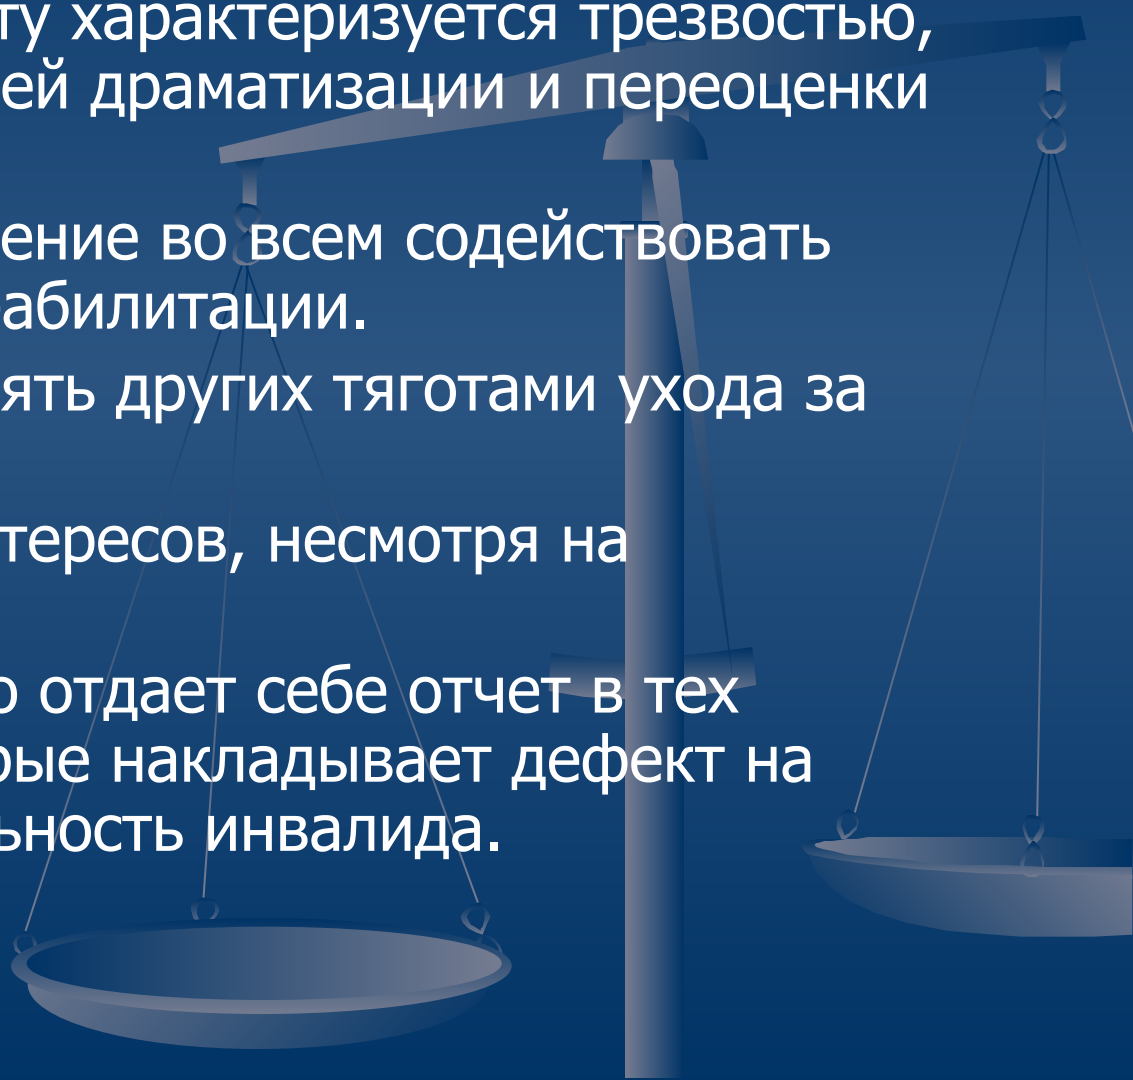 ту характеризуется трезвостью,
ей драматизации и переоценки
ение во всем содействовать
абилитации.
ять других тяготами ухода за
тересов, несмотря на
о отдает себе отчет в тех
рые накладывает дефект на
ьность инвалида.